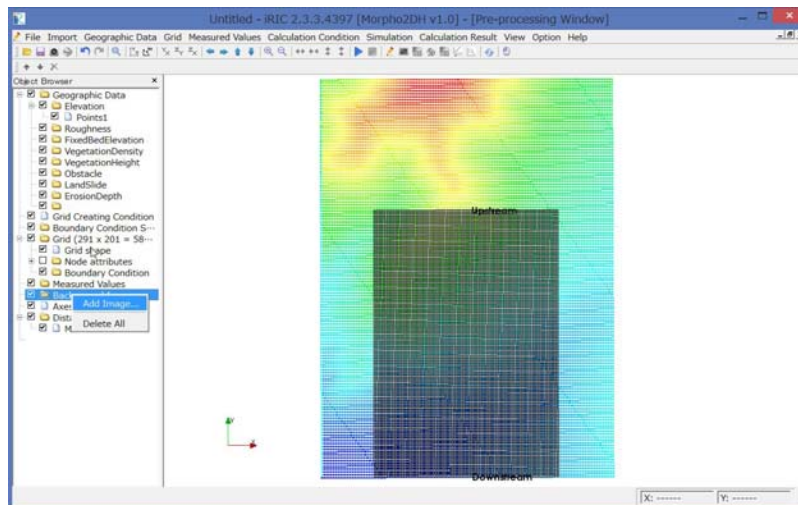 Untitled - iRIC 2.3.3.4397 [Morpho2DH v1.0] - [Pre-processing Window]
File Import Geographic Data Grid Measured Values Calculation Condition Simulation Calculation Result View Option Help
Object Browser
Geographic Data
Elevation
Points1
Roughness
FixedBedElevation
VegetationDensity
VegetationHeight
Obstacle
LandSlide
ErosionDepth
Grid Creating Condition
Boundary Condition S...
Grid (291 x 201 = 58...
Grid shape
Node attributes
Boundary Condition
Measured Values
Add Image...
Delete All
Upstream
Downstream
Y
X: ------
Y: ------